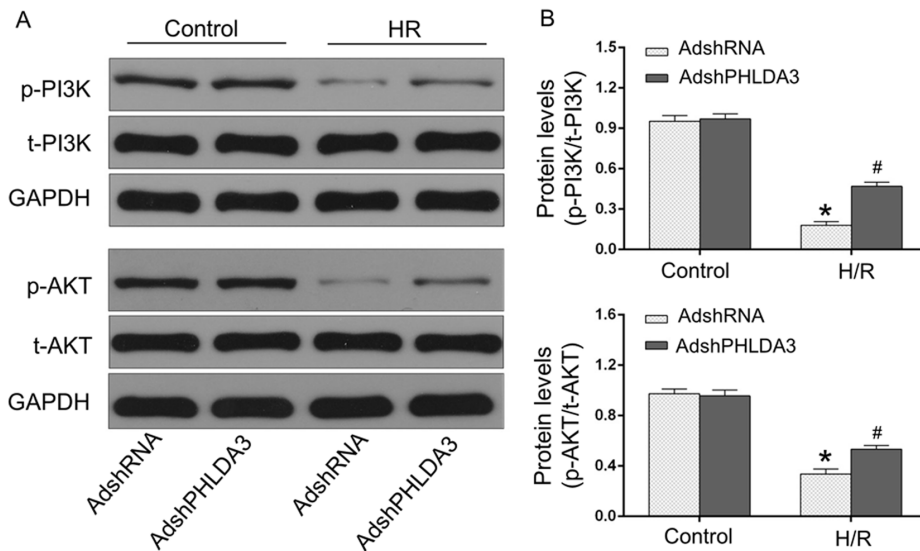 A
Control
HR
p-PI3K
t-PI3K
GAPDH
p-AKT
t-AKT
GAPDH
AdshRNA
AdshPHLDA3
AdshRNA
AdshPHLDA3
B
Protein levels
(p-PI3K/t-PI3K)
1.5
1.2
0.9
0.6
0.3
0.0
AdshRNA
AdshPHLDA3
*
#
Control
H/R
Protein levels
(p-AKT/t-AKT)
1.6
1.2
0.8
0.4
0.0
AdshRNA
AdshPHLDA3
*
#
Control
H/R